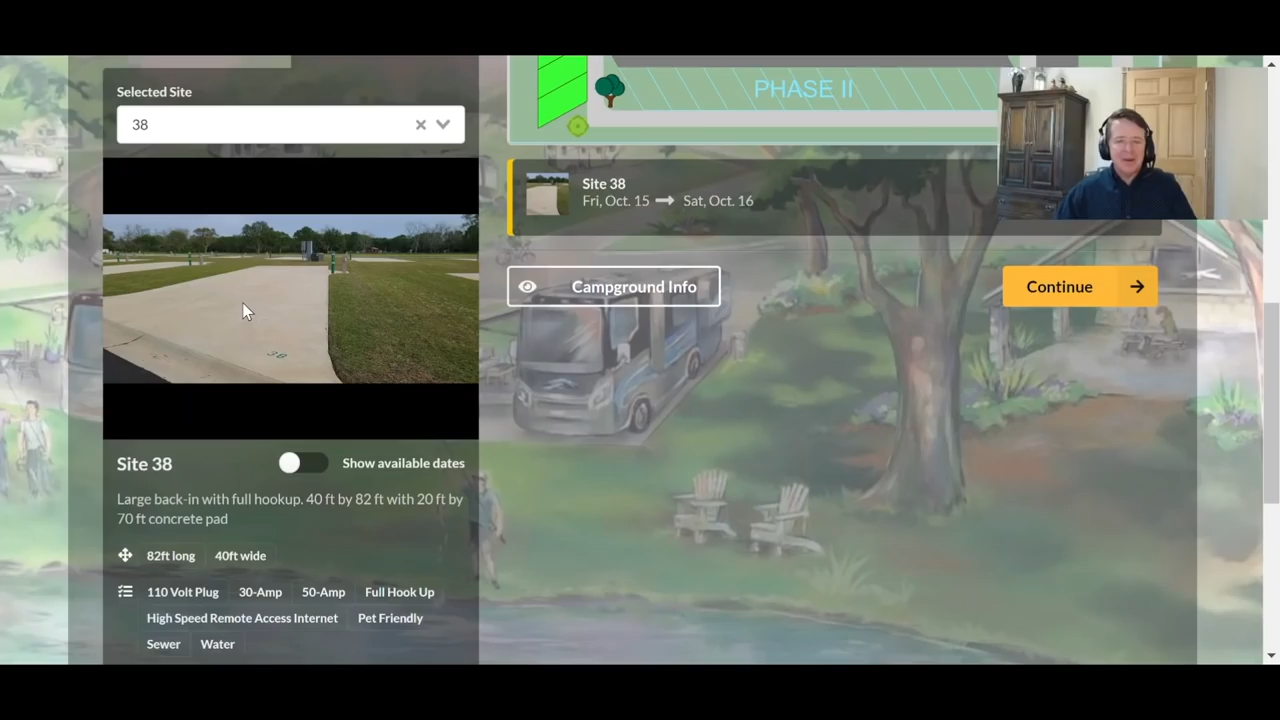 Selected Site
38
PHASE II
Site 38
Fri, Oct. 15 Sat, Oct. 16
Campground Info
Continue
38
Site 38
Show available dates
Large back-in with full hookup. 40 ft by 82 ft with 20 ft by
70 ft concrete pad
82ft long 40ft wide
110 Volt Plug 30-Amp 50-Amp Full Hook Up
High Speed Remote Access Internet Pet Friendly
Sewer Water